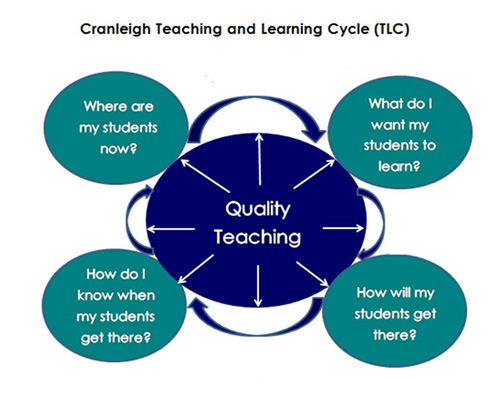 Cranleigh Teaching and Learning Cycle (TLC)
Where are
my students
now?
What do I
want my
students to
learn?
Quality
Teaching
How do I
know when
my students
get there?
How will my
students get
there?